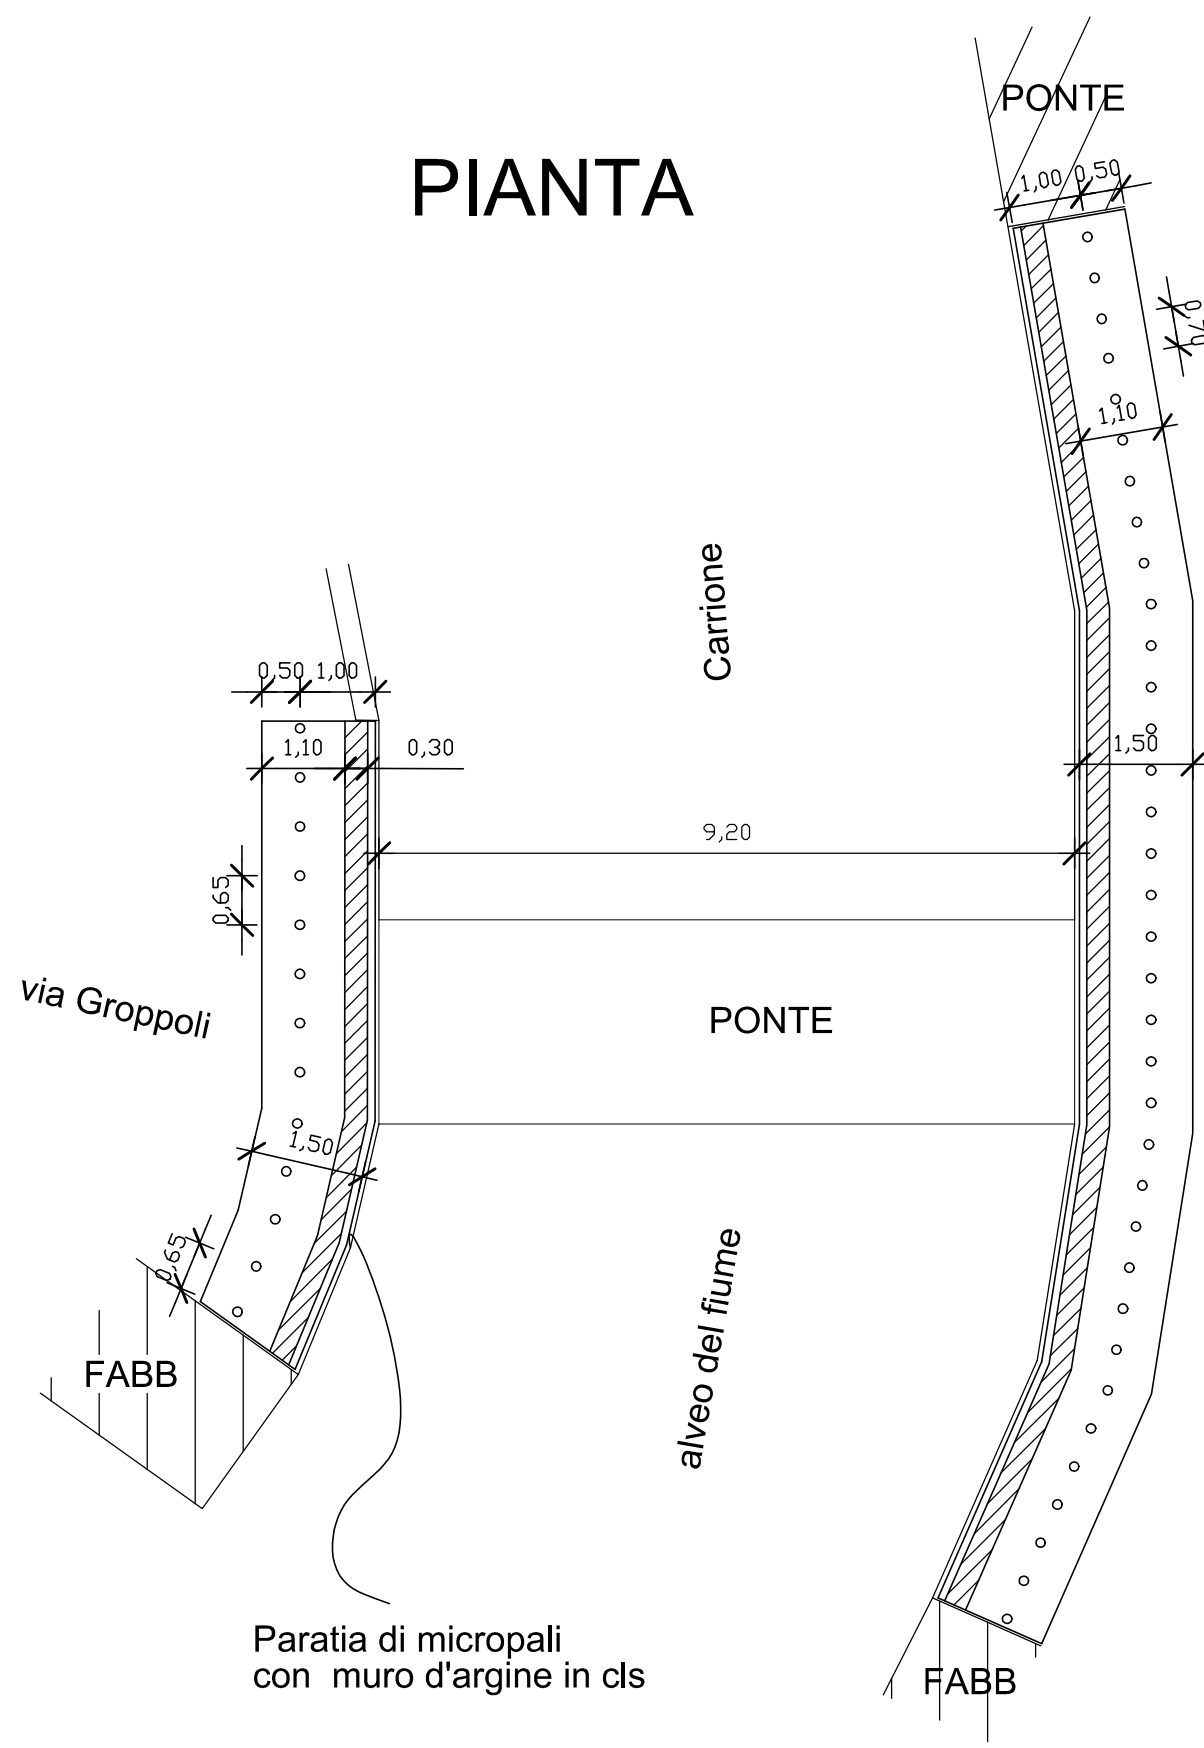 PONTE
PIANTA
1,00 0,50
0,70
1,10
Carrione
0,50 1,00
1,10 0,30
1,50
9,20
0,65
via Groppoli
PONTE
1,50
0,65
alveo del fiume
FABB
Paratia di micropali
con muro d'argine in cls
FABB